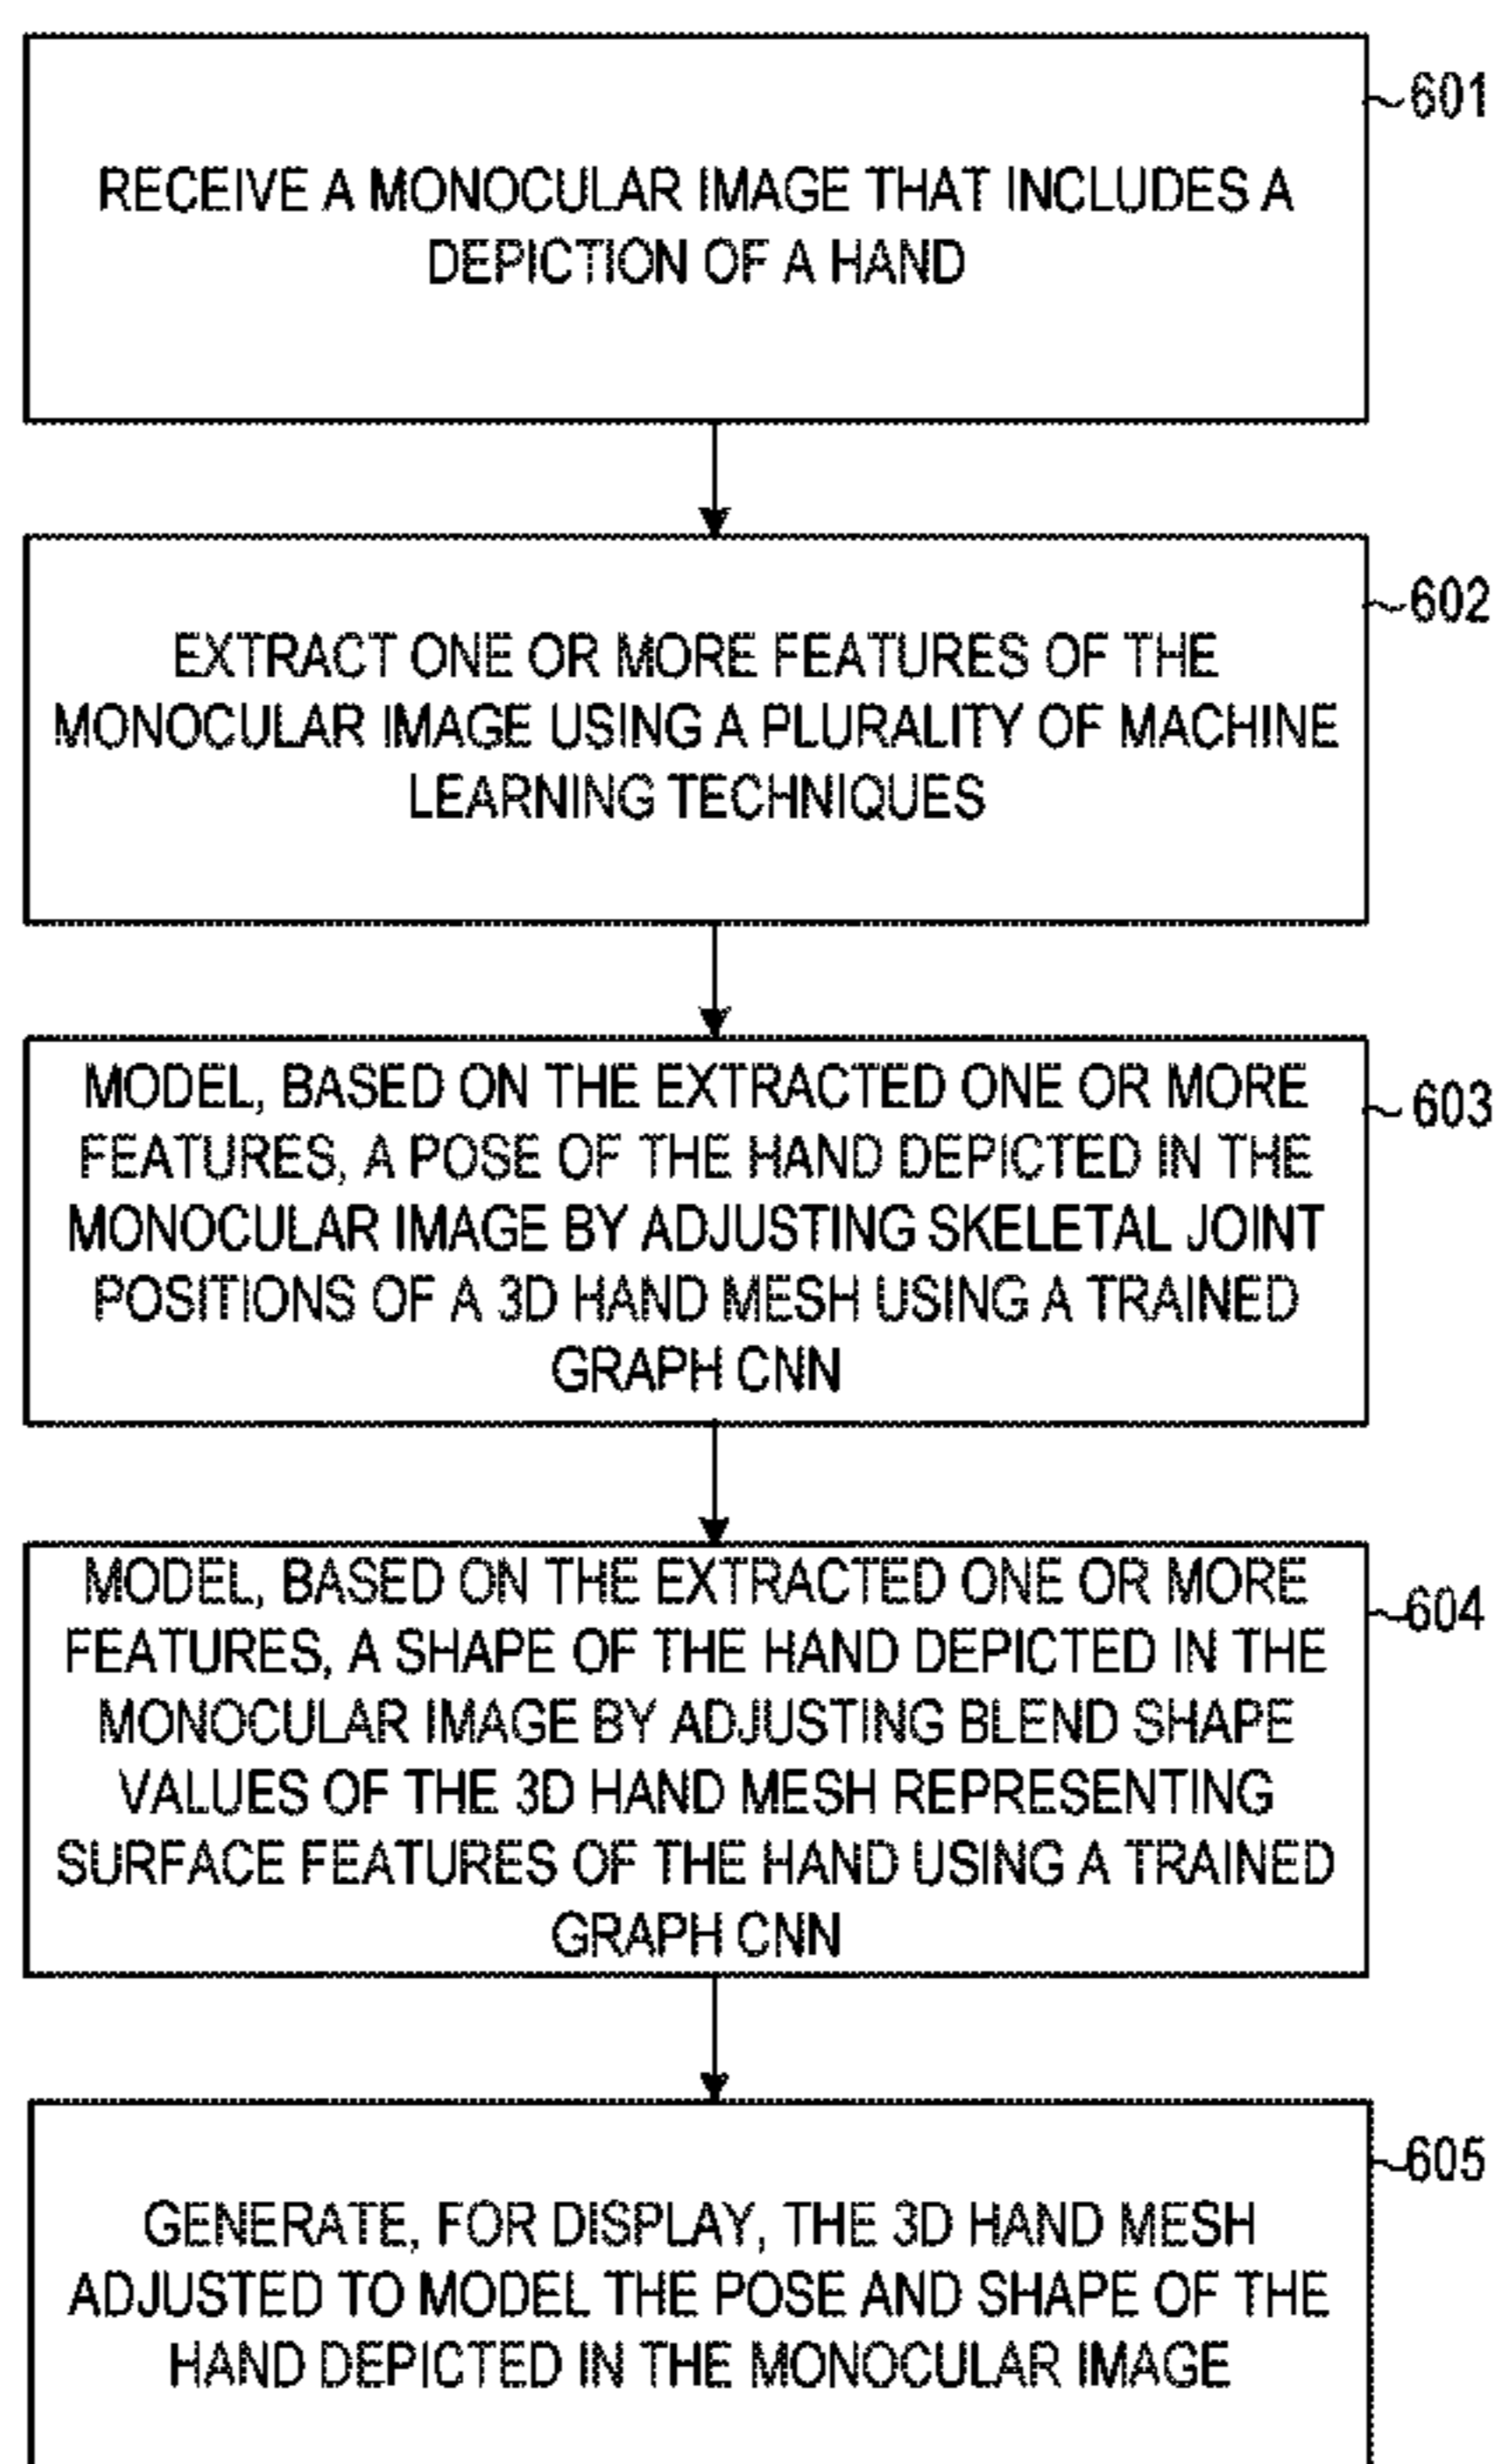 601
RECEIVE A MONOCULAR IMAGE THAT INCLUDES A
DEPICTION OF A HAND
602
EXTRACT ONE OR MORE FEATURES OF THE
MONOCULAR IMAGE USING A PLURALITY OF MACHINE
LEARNING TECHNIQUES
603
MODEL, BASED ON THE EXTRACTED ONE OR MORE
FEATURES, A POSE OF THE HAND DEPICTED IN THE
MONOCULAR IMAGE BY ADJUSTING SKELETAL JOINT
POSITIONS OF A 3D HAND MESH USING A TRAINED
GRAPH CNN
604
MODEL, BASED ON THE EXTRACTED ONE OR MORE
FEATURES, A SHAPE OF THE HAND DEPICTED IN THE
MONOCULAR IMAGE BY ADJUSTING BLEND SHAPE
VALUES OF THE 3D HAND MESH REPRESENTING
SURFACE FEATURES OF THE HAND USING A TRAINED
GRAPH CNN
605
GENERATE, FOR DISPLAY, THE 3D HAND MESH
ADJUSTED TO MODEL THE POSE AND SHAPE OF THE
HAND DEPICTED IN THE MONOCULAR IMAGE